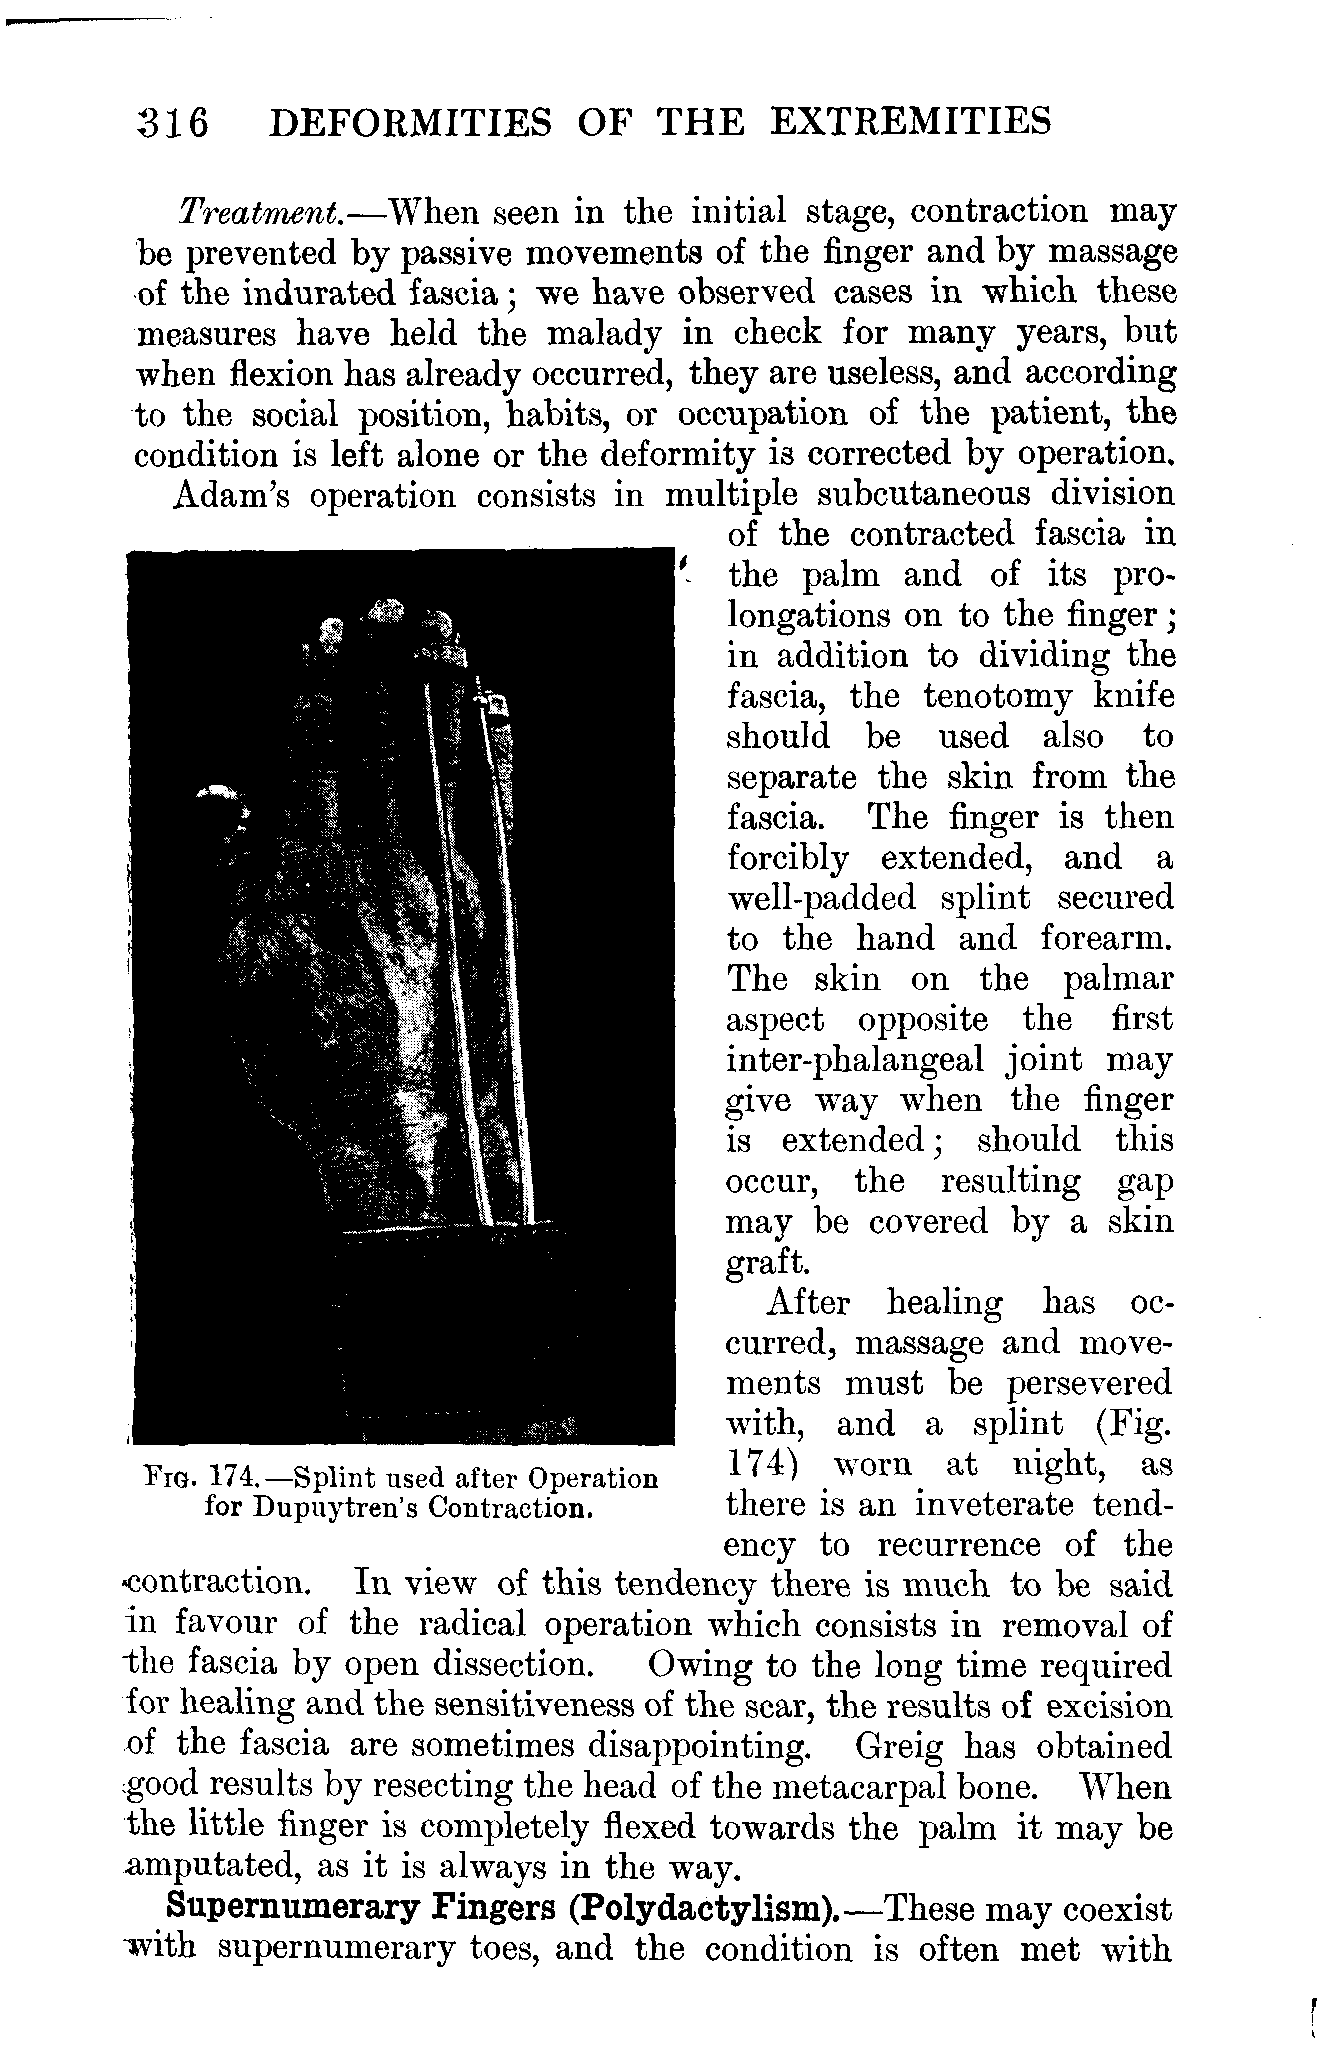 316 DEFORMITIES OF THE EXTREMITIES
Treatment.—When seen in the initial stage, contraction may
be prevented by passive movements of the finger and by massage
of the indurated fascia; we have observed cases in which these
measures have held the malady in check for many years, but
when flexion has already occurred, they are useless, and according
to the social position, habits, or occupation of the patient, the
condition is left alone or the deformity is corrected by operation.
Adam's operation consists in multiple subcutaneous division
of the contracted fascia in
the palm and of its pro-
longations on to the finger;
in addition to dividing the
fascia, the tenotomy knife
should be used also to
separate the skin from the
fascia. The finger is then
forcibly extended, and a
well-padded splint secured
to the hand and forearm.
The skin on the palmar
aspect opposite the first
inter-phalangeal joint may
give way when the finger
is extended; should this
occur, the resulting gap
may be covered by a skin
graft.
After healing has oc-
curred, massage and move-
ments must be persevered
with, and a splint (Fig.
174) worn at night, as
there is an inveterate tend-
ency to recurrence of the
FIG. 174.—Splint used after Operation
for Dupuytren's Contraction.
contraction. In view of this tendency there is much to be said
in favour of the radical operation which consists in removal of
the fascia by open dissection. Owing to the long time required
for healing and the sensitiveness of the scar, the results of excision
of the fascia are sometimes disappointing. Greig has obtained
good results by resecting the head of the metacarpal bone. When
the little finger is completely flexed towards the palm it may be
amputated, as it is always in the way.
Supernumerary Fingers (Polydactylism).—These may coexist
with supernumerary toes, and the condition is often met with